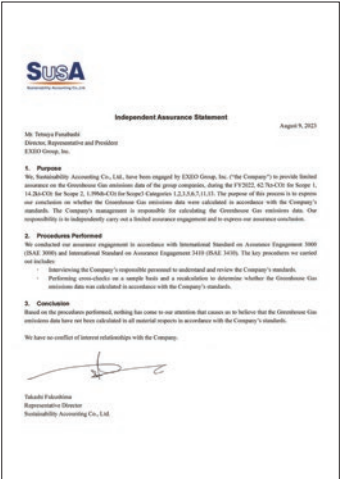 SusA
Sustainability Accounting Co., Ltd.
Independent Assurance Statement
August 9, 2023
Mr. Tetsuya Funabashi
Director, Representative and President
EXEO Group, Inc.
1. Purpose
We, Sustainability Accounting Co., Ltd., have been engaged by EXEO Group, Inc. ("the Company") to provide limited
assurance on the Greenhouse Gas emissions data of the group companies, during the FY2022, 62.7kt-CO2 for Scope 1,
14.2kt-CO2 for Scope 2, 1,599kt-CO2 for Scope3 Categories 1,2,3,5,6,7,11,13. The purpose of this process is to express
our conclusion on whether the Greenhouse Gas emissions data were calculated in accordance with the Company's
standards. The Company's management is responsible for calculating the Greenhouse Gas emissions data. Our
responsibility is to independently carry out a limited assurance engagement and to express our assurance conclusion.
2. Procedures Performed
We conducted our assurance engagement in accordance with International Standard on Assurance Engagement 3000
(ISAE 3000) and International Standard on Assurance Engagement 3410 (ISAE 3410). The key procedures we carried
out included:
· Interviewing the Company's responsible personnel to understand and review the Company's standards.
· Performing cross-checks on a sample basis and a recalculation to determine whether the Greenhouse Gas
emissions data was calculated in accordance with the Company's standards.
3. Conclusion
Based on the procedures performed, nothing has come to our attention that causes us to believe that the Greenhouse Gas
emissions data have not been calculated in all material respects in accordance with the Company's standards.
We have no conflict of interest relationships with the Company.
Takashi Fukushima
Representative Director
Sustainability Accounting Co., Ltd.